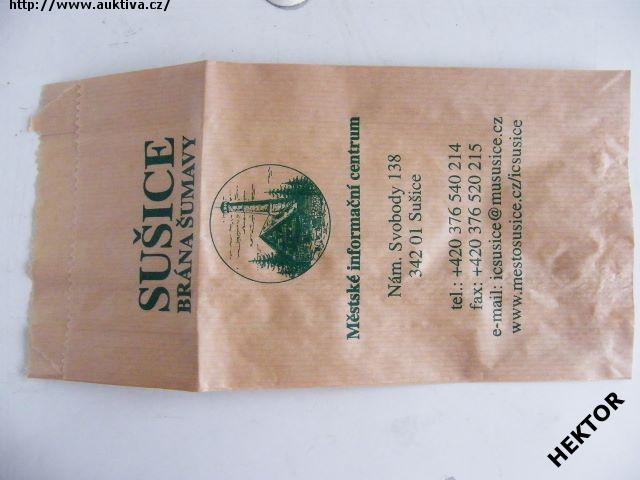 http://www.auktiva.cz/
SUŠICE
BRÁNA ŠUMAVY
Městské informační centrum
Nám. Svobody 138
342 01 Sušice
tel.: +420 376 540 214
fax: +420 376 520 215
e-mail: icsusice@mususice.cz
www.mestosusice.cz/icsusice
HEKTOR